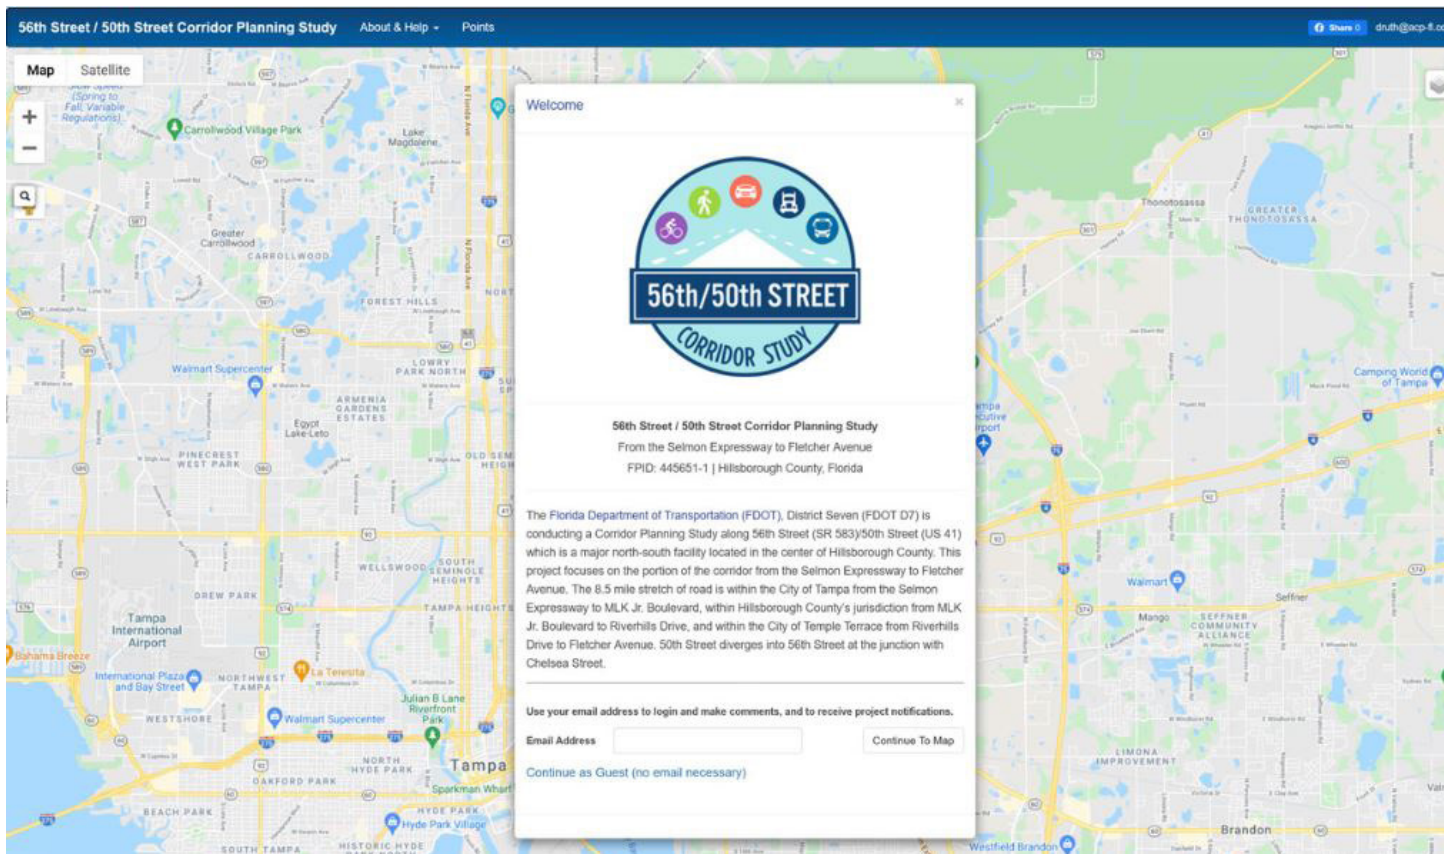 56th Street / 50th Street Corridor Planning Study
About & Help
Points
Share 0
Map
Satellite
(Spring to
Fall, Variable
Regulations)
Carrollwood Village Park
Lake
Magdalene
Greater
Carrollwood
CARROLLWOOD
FOREST HILLS
Walmart Supercenter
LOWRY
PARK NORTH
ARMENIA
GARDENS
ESTATES
Egypt
Lake-Leto
PINECREST
WEST PARK
WELLSWOOD
SOUTH
SEMINOLE
HEIGHTS
DREW PARK
TAMPA HEIGHTS
Tampa
International
Airport
Bahama Breeze
International Plaza
and Bay Street
NORTHWEST
TAMPA
La Teresita
Julian B Lane
Riverfront
Park
WESTSHORE
Walmart Supercenter
NORTH
HYDE PARK
Tampa
OAKFORD PARK
Sparkman Wharf
BEACH PARK
HYDE PARK
Hyde Park Village
SOUTH TAMPA
HISTORIC HYDE
Welcome
×
56th/50th STREET
CORRIDOR STUDY
56th Street / 50th Street Corridor Planning Study
From the Selmon Expressway to Fletcher Avenue
FPID: 445651-1 | Hillsborough County, Florida
The Florida Department of Transportation (FDOT), District Seven (FDOT D7) is
conducting a Corridor Planning Study along 56th Street (SR 583)/50th Street (US 41)
which is a major north-south facility located in the center of Hillsborough County. This
project focuses on the portion of the corridor from the Selmon Expressway to Fletcher
Avenue. The 8.5 mile stretch of road is within the City of Tampa from the Selmon
Expressway to MLK Jr. Boulevard, within Hillsborough County's jurisdiction from MLK
Jr. Boulevard to Riverhills Drive, and within the City of Temple Terrace from Riverhills
Drive to Fletcher Avenue. 50th Street diverges into 56th Street at the junction with
Chelsea Street.
Use your email address to login and make comments, and to receive project notifications.
Email Address
Continue To Map
Continue as Guest (no email necessary)
Thonotosassa
GREATER
THONOTOSASSA
Camping World
of Tampa
Walmart
Mango
SEFFNER
COMMUNITY
ALLIANCE
Seffner
LIMONA
IMPROVEMENT
Brandon
Westfield Brandon